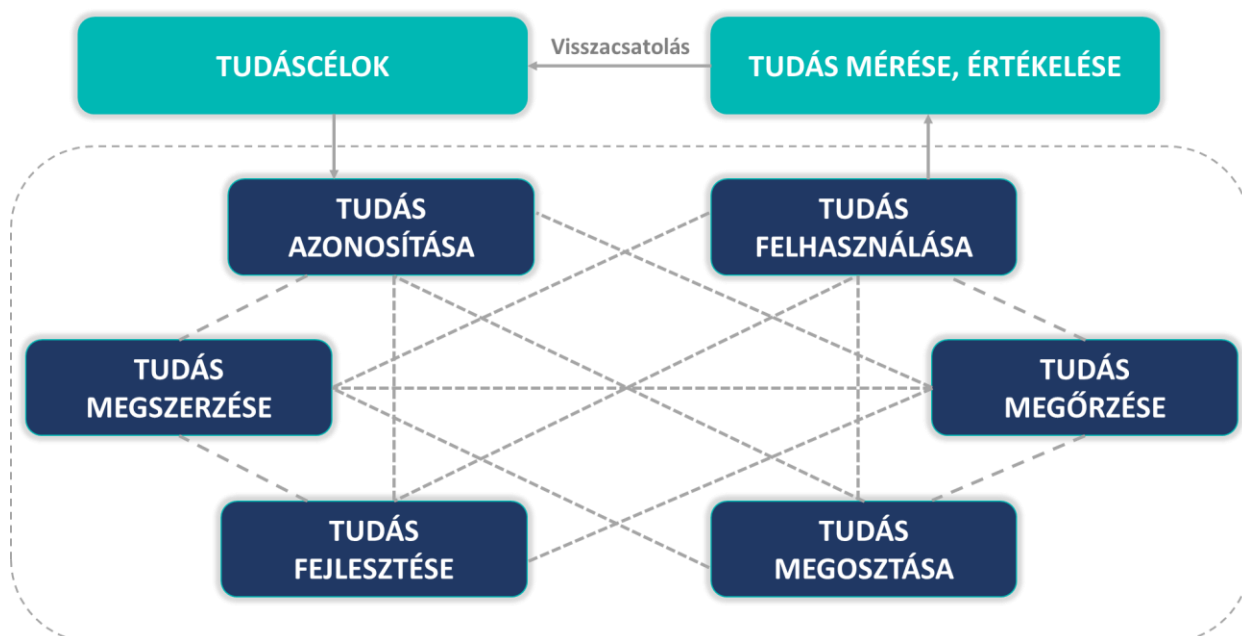 TUDÁSCÉLOK
Visszacsatolás
TUDÁS MÉRÉSE, ÉRTÉKELÉSE
TUDÁS
AZONOSÍTÁSA
TUDÁS
FELHASZNÁLÁSA
TUDÁS
MEGSZERZÉSE
TUDÁS
MEGŐRZÉSE
TUDÁS
FEJLESZTÉSE
TUDÁS
MEGOSZTÁSA